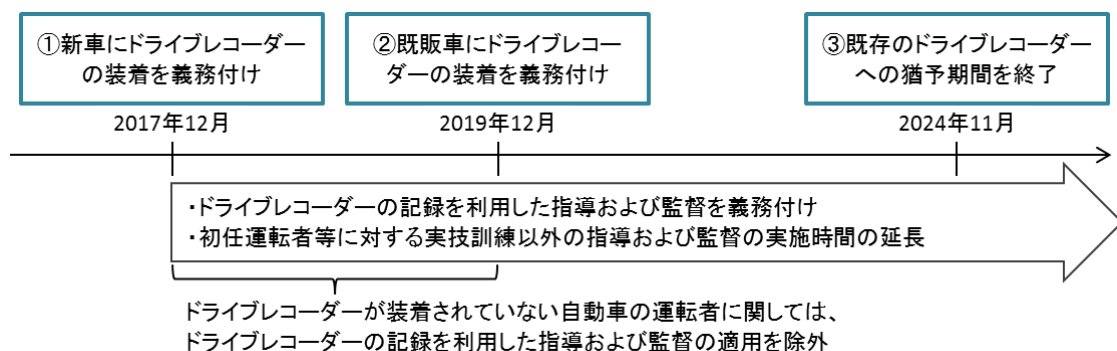 ①新車にドライブレコーダー
の装着を義務付け
②既販車にドライブレコー
ダーの装着を義務付け
③既存のドライブレコーダー
への猶予期間を終了
2017年12月
2019年12月
2024年11月
・ドライブレコーダーの記録を利用した指導および監督を義務付け
・初任運転者等に対する実技訓練以外の指導および監督の実施時間の延長
ドライブレコーダーが装着されていない自動車の運転者に関しては、
ドライブレコーダーの記録を利用した指導および監督の適用を除外